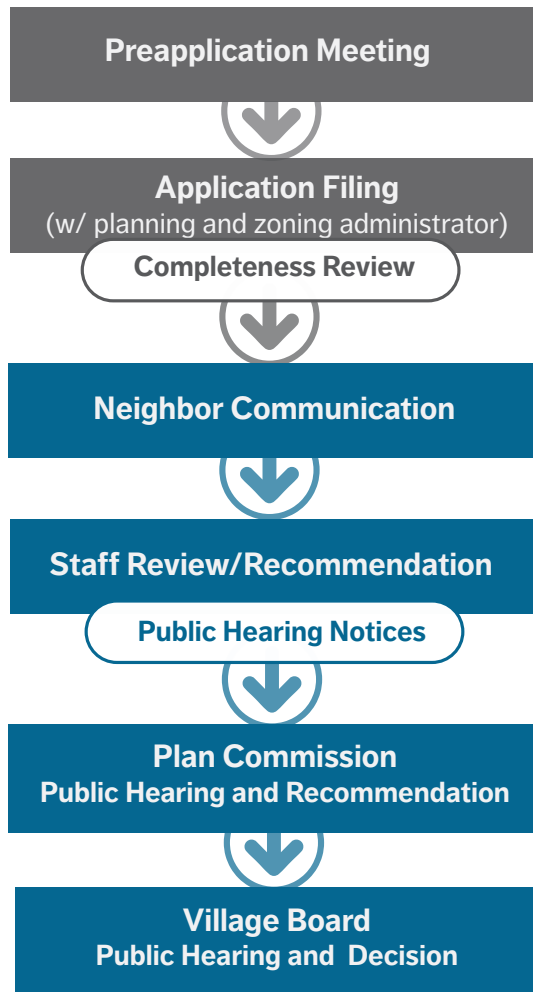 Preapplication Meeting
Application Filing
(w/ planning and zoning administrator)
Completeness Review
Neighbor Communication
Staff Review/Recommendation
Public Hearing Notices
Plan Commission
Public Hearing and Recommendation
Village Board
Public Hearing and Decision